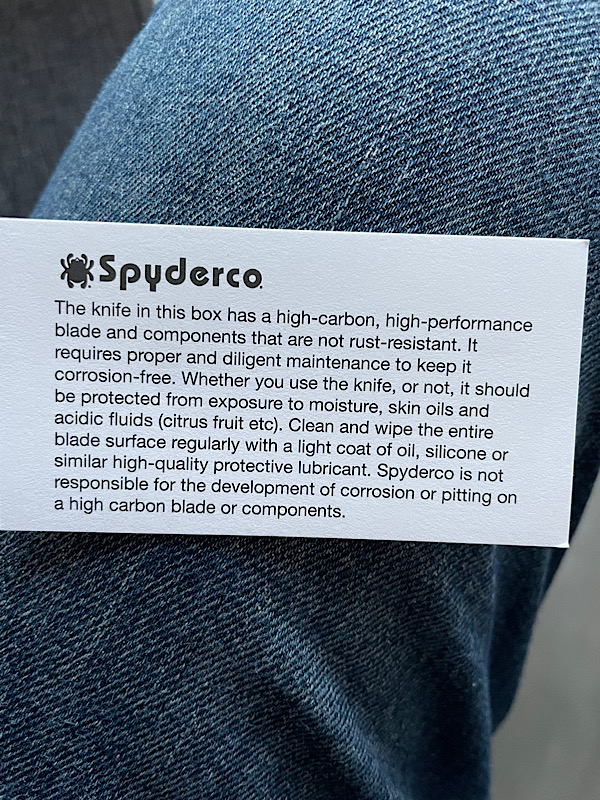 Spyderco
The knife in this box has a high-carbon, high-performance
blade and components that are not rust-resistant. It
requires proper and diligent maintenance to keep it
corrosion-free. Whether you use the knife, or not, it should
be protected from exposure to moisture, skin oils and
acidic fluids (citrus fruit etc). Clean and wipe the entire
blade surface regularly with a light coat of oil, silicone or
similar high-quality protective lubricant. Spyderco is not
responsible for the development of corrosion or pitting on
a high carbon blade or components.